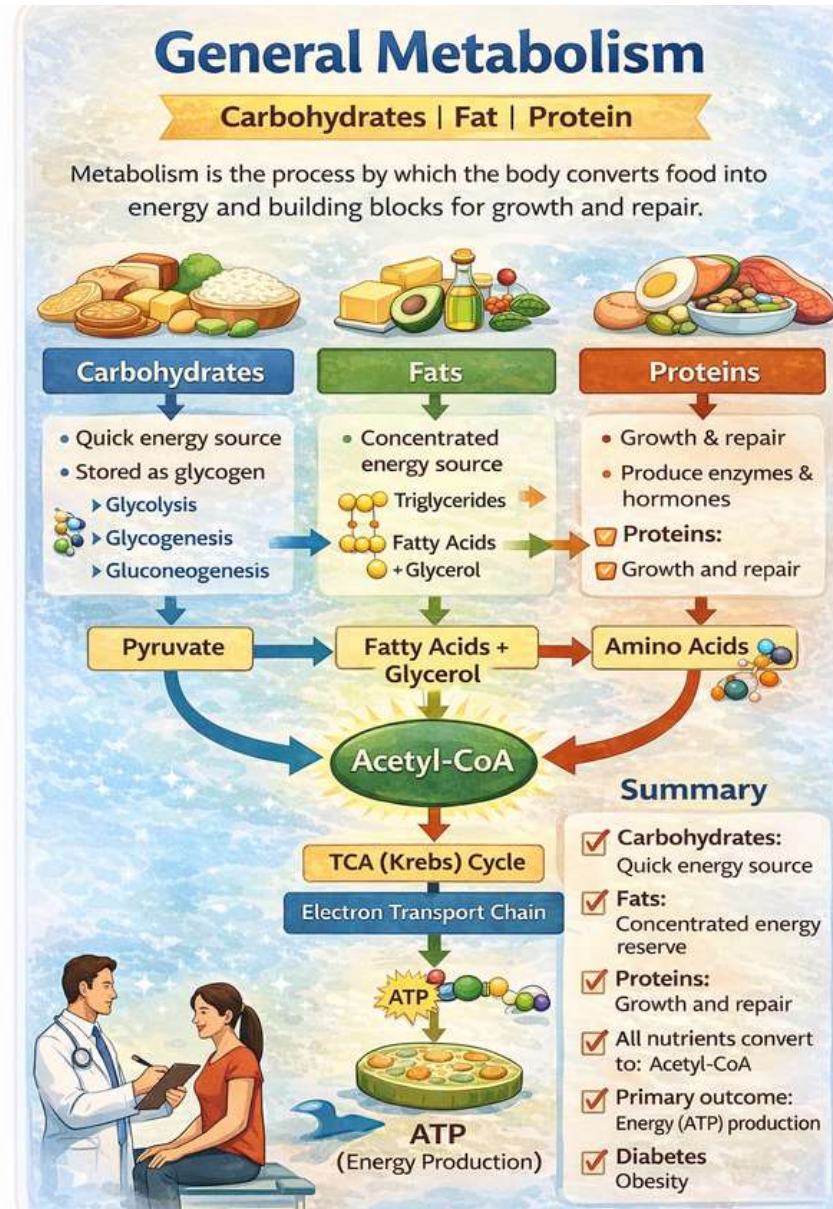 General Metabolism
Carbohydrates | Fat | Protein
Metabolism is the process by which the body converts food into
energy and building blocks for growth and repair.
Carbohydrates
• Quick energy source
• Stored as glycogen
➤ Glycolysis
➤ Glycogenesis
➤ Gluconeogenesis
Fats
• Concentrated
energy source
Triglycerides
Fatty Acids
+Glycerol
Proteins
• Growth & repair
• Produce enzymes &
hormones
Proteins:
Growth and repair
Pyruvate
Fatty Acids +
Glycerol
Amino Acids
Acetyl-CoA
TCA (Krebs) Cycle
Electron Transport Chain
ATP
ATP
(Energy Production)
Summary
Carbohydrates:
Quick energy source
Fats:
Concentrated energy
reserve
Proteins:
Growth and repair
All nutrients convert
to: Acetyl-CoA
Primary outcome:
Energy (ATP) production
Diabetes
Obesity